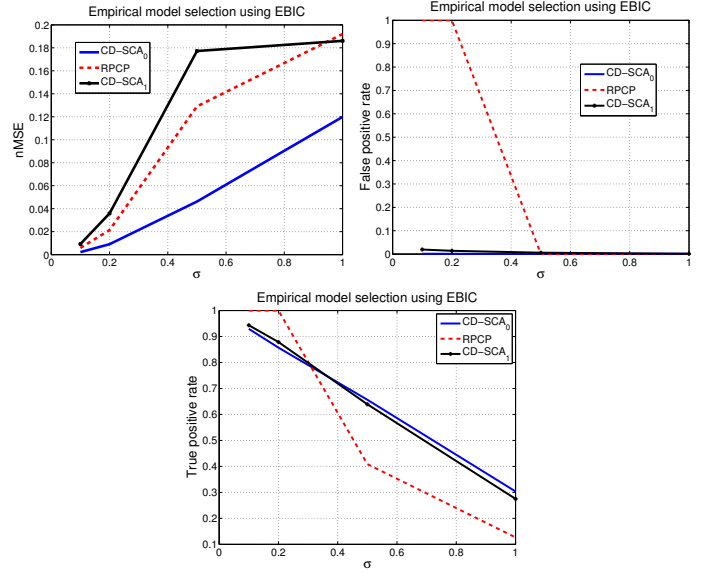 Empirical model selection using EBIC
nMSE
0.2
0.18
0.16
0.14
0.12
0.1
0.08
0.06
0.04
0.02
0
0 0.2 0.4 0.6 0.8 1
σ
CD−SCA0
RPCP
CD−SCA1
Empirical model selection using EBIC
False positive rate
1
0.9
0.8
0.7
0.6
0.5
0.4
0.3
0.2
0.1
0
0 0.2 0.4 0.6 0.8 1
σ
CD−SCA0
RPCP
CD−SCA1
Empirical model selection using EBIC
True positive rate
1
0.9
0.8
0.7
0.6
0.5
0.4
0.3
0.2
0.1
0 0.2 0.4 0.6 0.8 1
σ
CD−SCA0
RPCP
CD−SCA1